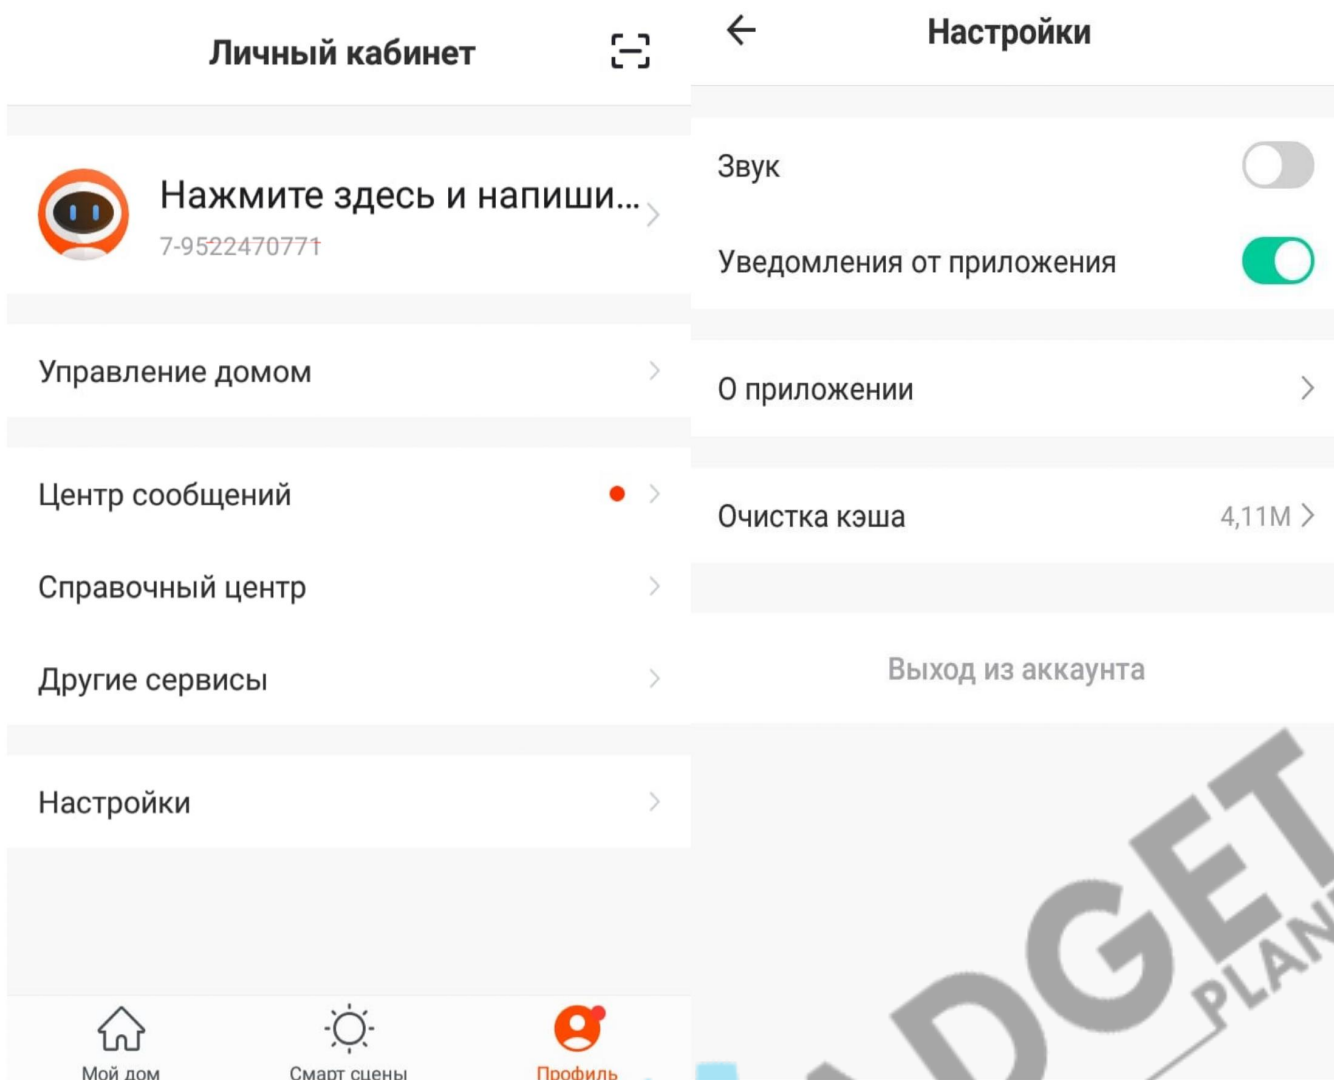 Личный кабинет
Нажмите здесь и напиши...
7-9522470771
Управление домом
Центр сообщений
Справочный центр
Другие сервисы
Настройки
Мой дом
Смарт сцены
Профиль
Настройки
Звук
Уведомления от приложения
О приложении
Очистка кэша 4,11M
Выход из аккаунта
ADGET
PLAN